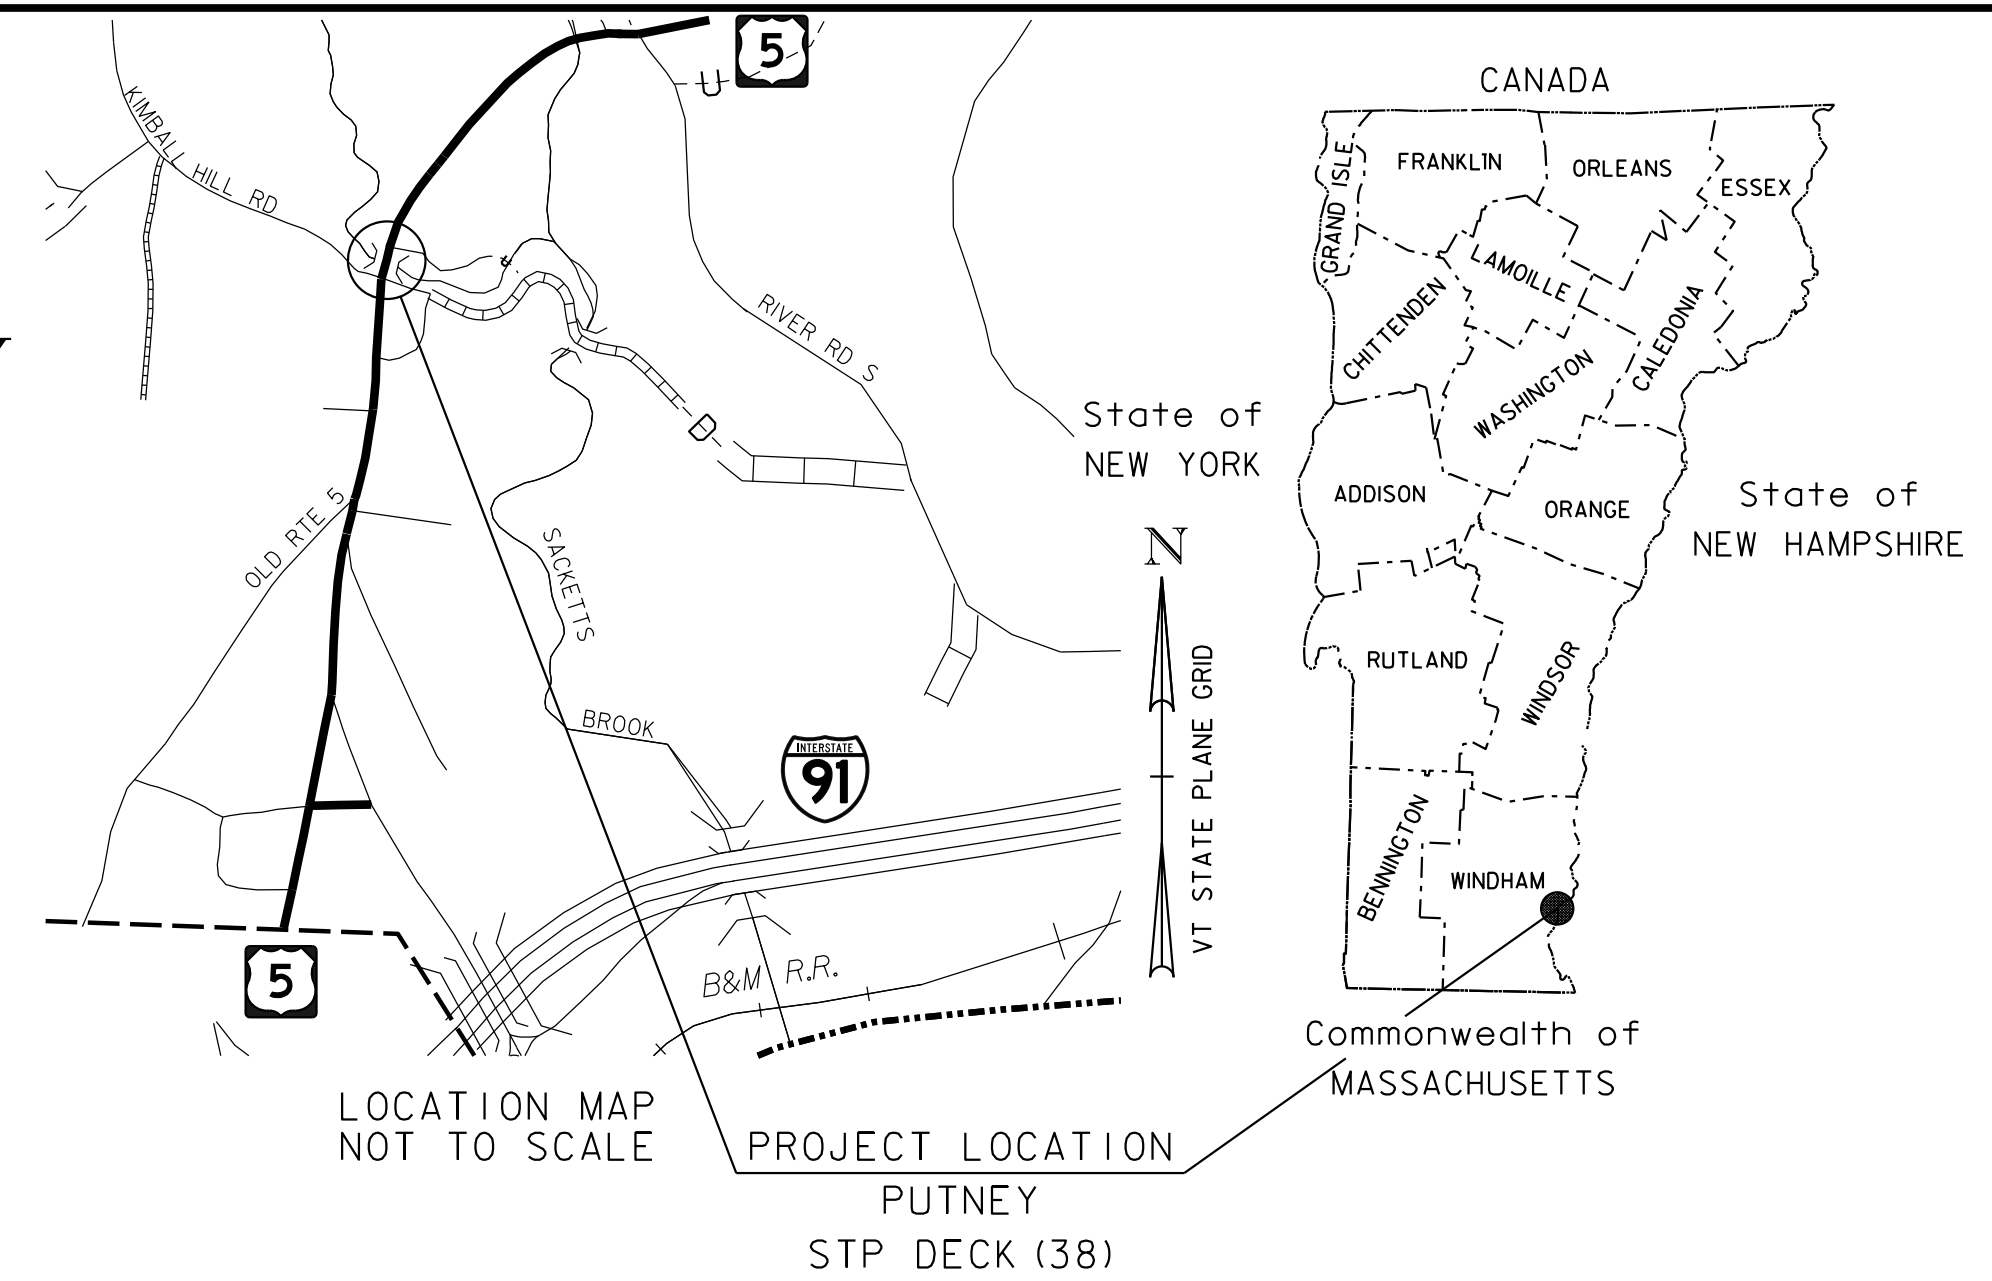 5
KIMBALL HILL RD
U
RIVER RD S
D
OLD RTE 5
SACKETTS
BROOK
INTERSTATE
91
B&M R.R.
5
LOCATION MAP
NOT TO SCALE
PROJECT LOCATION
PUTNEY
STP DECK (38)
N
VT STATE PLANE GRID
CANADA
GRAND ISLE
FRANKLIN
ORLEANS
ESSEX
LAMOILLE
CHITTENDEN
CALEDONIA
WASHINGTON
State of
NEW YORK
ADDISON
ORANGE
State of
NEW HAMPSHIRE
RUTLAND
WINDSOR
BENNINGTON
WINDHAM
Commonwealth of
MASSACHUSETTS